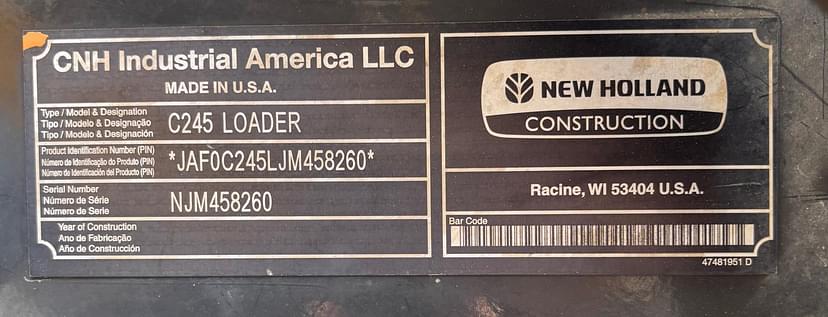 CNH Industrial America LLC
MADE IN U.S.A.
Type / Model & Designation
Tipo / Modelo & Designação
Tipo / Modelo & Designación
C245 LOADER
Product Identification Number (PIN)
Número de Identificação do Produto (PIN)
Número de Identificación del Producto (PIN)
*JAF0C245LJM458260*
Serial Number
Número de Série
Número de Serie
NJM458260
Year of Construction
Ano de Fabricação
Año de Construcción
NEW HOLLAND
CONSTRUCTION
Racine, WI 53404 U.S.A.
Bar Code
47481951 D